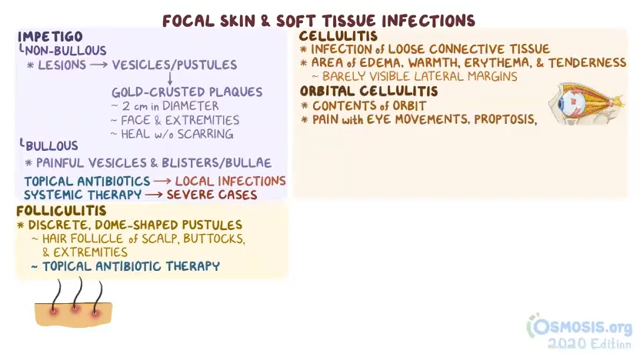 FOCAL SKIN & SOFT TISSUE INFECTIONS
IMPETIGO
NON-BULLOUS
* LESIONS → VESICLES/PUSTULES
↓
GOLD-CRUSTED PLAQUES
~ 2 cm IN DIAMETER
~ FACE & EXTREMITIES
~ HEAL w/o SCARRING
BULLOUS
* PAINFUL VESICLES & BLISTERS/BULLAE
TOPICAL ANTIBIOTICS → LOCAL INFECTIONS
SYSTEMIC THERAPY → SEVERE CASES
FOLLICULITIS
* DISCRETE, DOME-SHAPED PUSTULES
~ HAIR FOLLICLE of SCALP, BUTTOCKS,
& EXTREMITIES
~ TOPICAL ANTIBIOTIC THERAPY
CELLULITIS
* INFECTION OF LOOSE CONNECTIVE TISSUE
* AREA of EDEMA, WARMTH, ERYTHEMA, & TENDERNESS
~ BARELY VISIBLE LATERAL MARGINS
ORBITAL CELLULITIS
* CONTENTS of ORBIT
* PAIN with EYE MOVEMENTS, PROPTOSIS,
OSMOSIS.org
2020 Edition